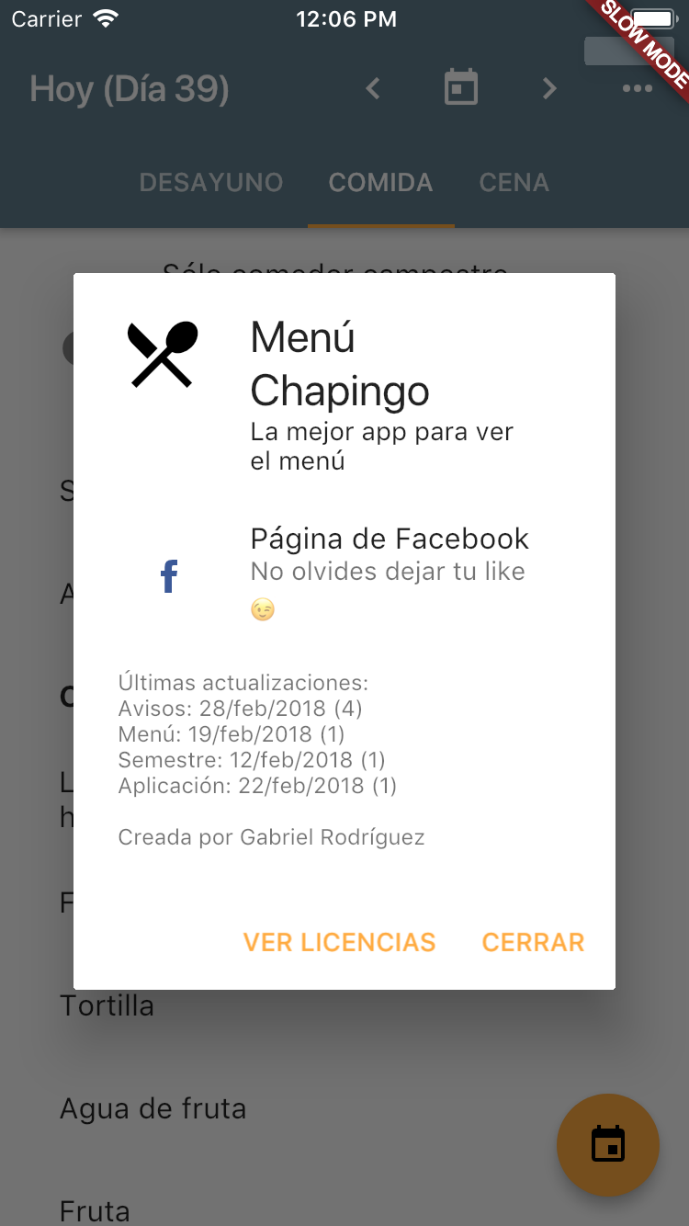 Carrier 12:06 PM
SLOW MODE
Hoy (Día 39)
DESAYUNO COMIDA CENA
Sólo comedor campestre
Menú
Chapingo
La mejor app para ver
el menú
Página de Facebook
No olvides dejar tu like
😉
Últimas actualizaciones:
Avisos: 28/feb/2018 (4)
Menú: 19/feb/2018 (1)
Semestre: 12/feb/2018 (1)
Aplicación: 22/feb/2018 (1)
Creada por Gabriel Rodríguez
VER LICENCIAS CERRAR
Tortilla
Agua de fruta
Fruta